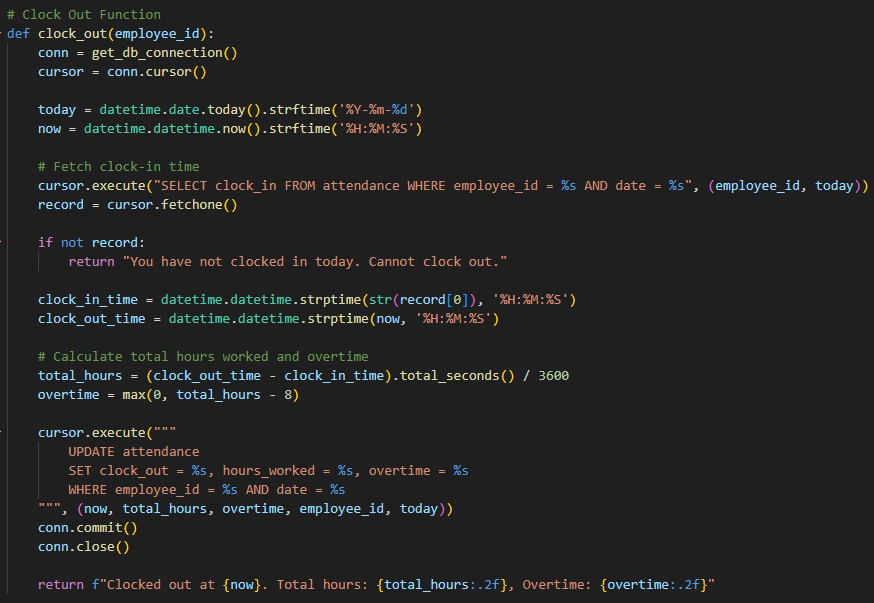 # Clock Out Function
def clock_out(employee_id):
    conn = get_db_connection()
    cursor = conn.cursor()

    today = datetime.date.today().strftime('%Y-%m-%d')
    now = datetime.datetime.now().strftime('%H:%M:%S')

    # Fetch clock-in time
    cursor.execute("SELECT clock_in FROM attendance WHERE employee_id = %s AND date = %s", (employee_id, today))
    record = cursor.fetchone()

    if not record:
        return "You have not clocked in today. Cannot clock out."

    clock_in_time = datetime.datetime.strptime(str(record[0]), '%H:%M:%S')
    clock_out_time = datetime.datetime.strptime(now, '%H:%M:%S')

    # Calculate total hours worked and overtime
    total_hours = (clock_out_time - clock_in_time).total_seconds() / 3600
    overtime = max(0, total_hours - 8)

    cursor.execute("""
        UPDATE attendance
        SET clock_out = %s, hours_worked = %s, overtime = %s
        WHERE employee_id = %s AND date = %s
    """, (now, total_hours, overtime, employee_id, today))
    conn.commit()
    conn.close()

    return f"Clocked out at {now}. Total hours: {total_hours:.2f}, Overtime: {overtime:.2f}"